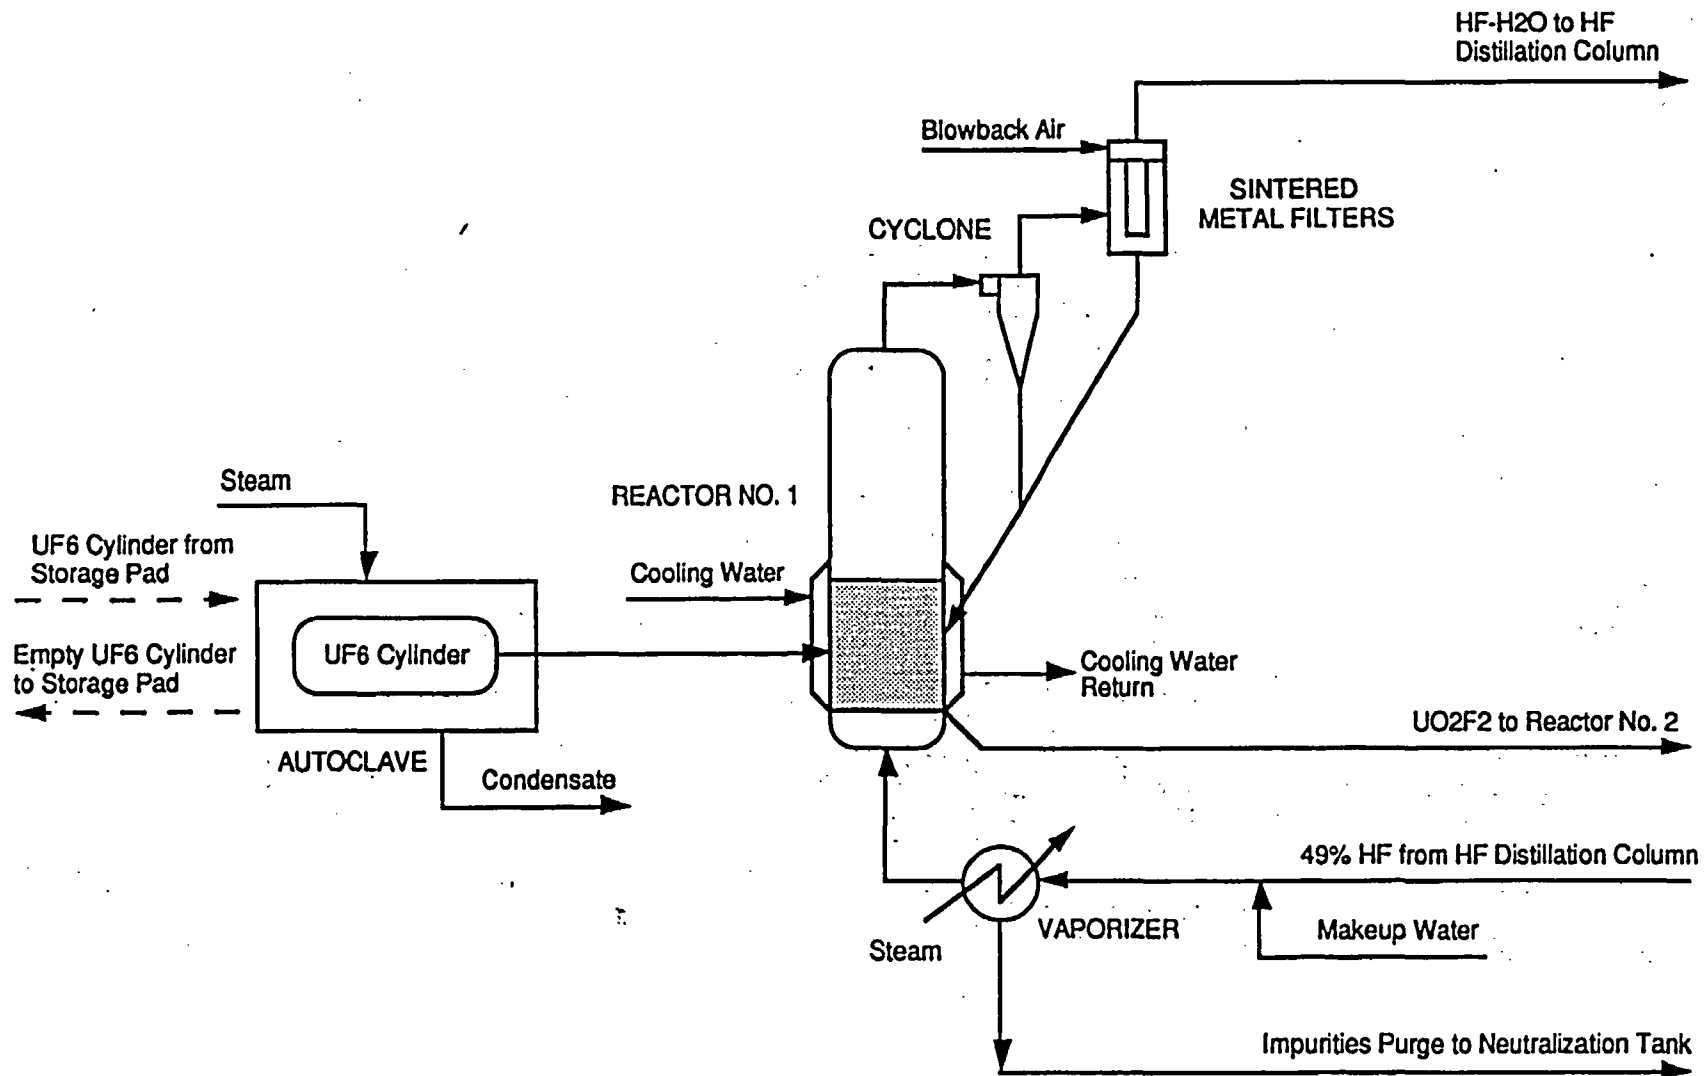 HF-H2O to HF
Distillation Column
Blowback Air
SINTERED
METAL FILTERS
CYCLONE
Steam
REACTOR NO. 1
UF6 Cylinder from
Storage Pad
Cooling Water
Empty UF6 Cylinder
to Storage Pad
UF6 Cylinder
Cooling Water
Return
UO2F2 to Reactor No. 2
AUTOCLAVE
Condensate
49% HF from HF Distillation Column
VAPORIZER
Makeup Water
Steam
Impurities Purge to Neutralization Tank